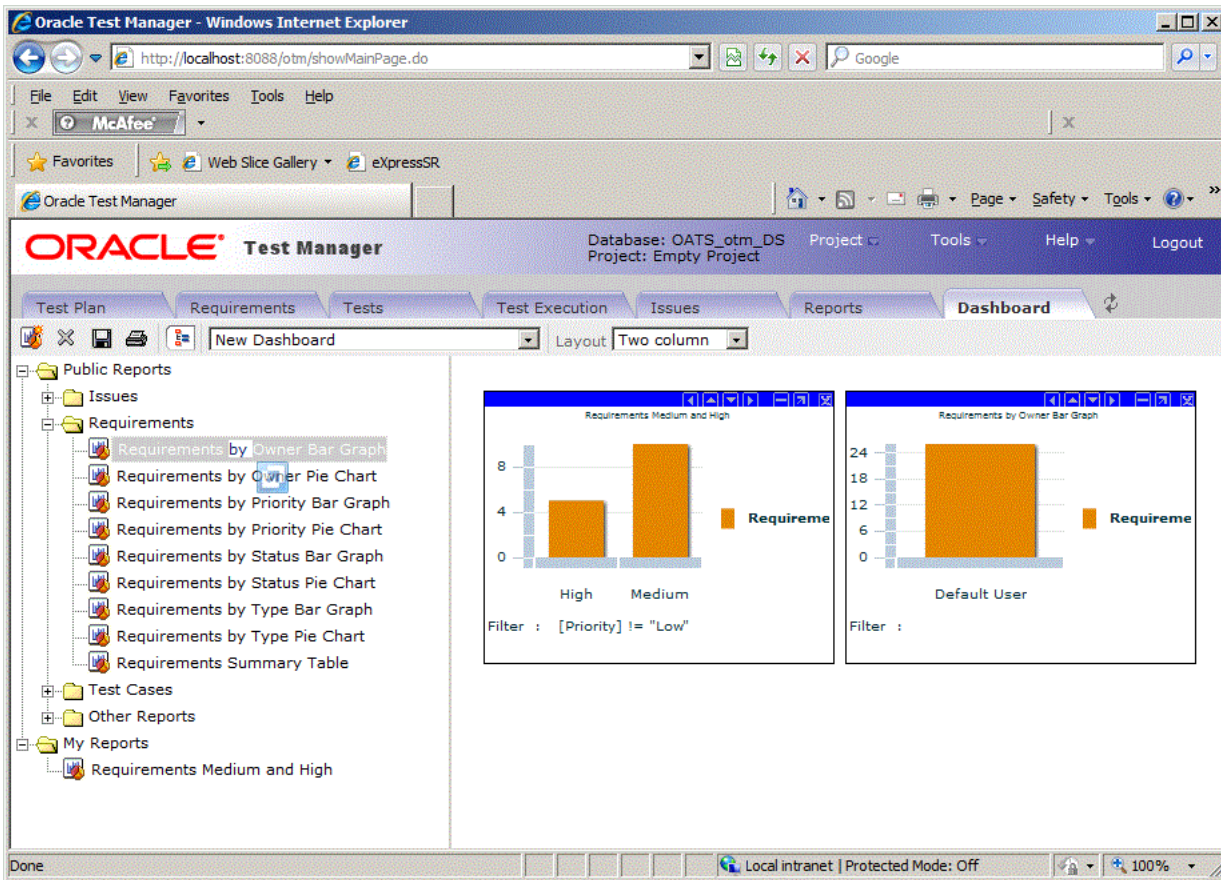 Oracle Test Manager - Windows Internet Explorer
http://localhost:8088/otm/showMainPage.do
Google
File Edit View Favorites Tools Help
McAfee
Favorites Web Slice Gallery eXpressSR
Oracle Test Manager Page Safety Tools »
ORACLE Test Manager
Database: OATS_otm_DS Project Tools Help Logout
Project: Empty Project
Test Plan Requirements Tests Test Execution Issues Reports Dashboard
New Dashboard Layout Two column
Public Reports
Issues
Requirements
Requirements by Owner Bar Graph
Requirements by Owner Pie Chart
Requirements by Priority Bar Graph
Requirements by Priority Pie Chart
Requirements by Status Bar Graph
Requirements by Status Pie Chart
Requirements by Type Bar Graph
Requirements by Type Pie Chart
Requirements Summary Table
Test Cases
Other Reports
My Reports
Requirements Medium and High
Requirements Medium and High
8
4
0
High Medium
Requireme
Filter : [Priority] != "Low"
Requirements by Owner Bar Graph
24
18
12
6
0
Default User
Requireme
Filter :
Done Local intranet | Protected Mode: Off 100%